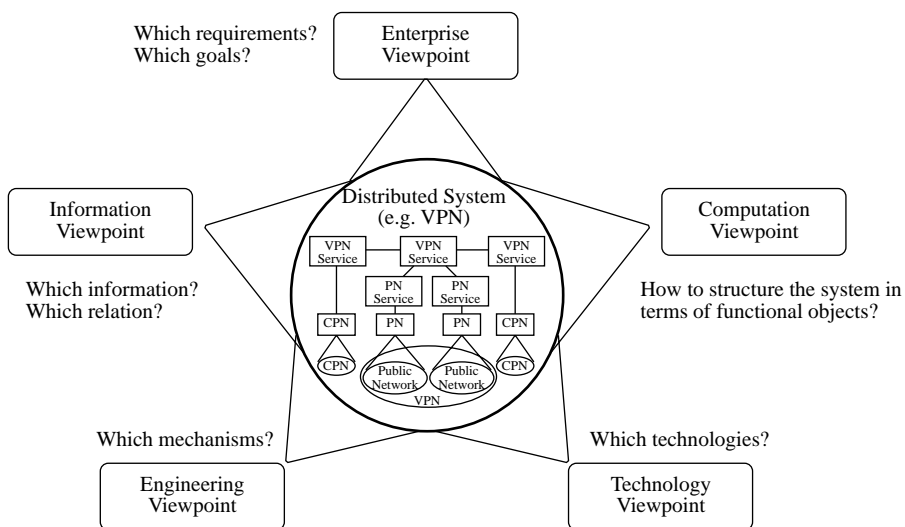 Which requirements?
Which goals?
Enterprise
Viewpoint
Information
Viewpoint
Distributed System
(e.g. VPN)
Computation
Viewpoint
VPN
Service
VPN
Service
VPN
Service
PN
Service
PN
Service
Which information?
Which relation?
How to structure the system in
terms of functional objects?
CPN
PN
PN
CPN
CPN
Public
Network
Public
Network
CPN
VPN
Which mechanisms?
Which technologies?
Engineering
Viewpoint
Technology
Viewpoint